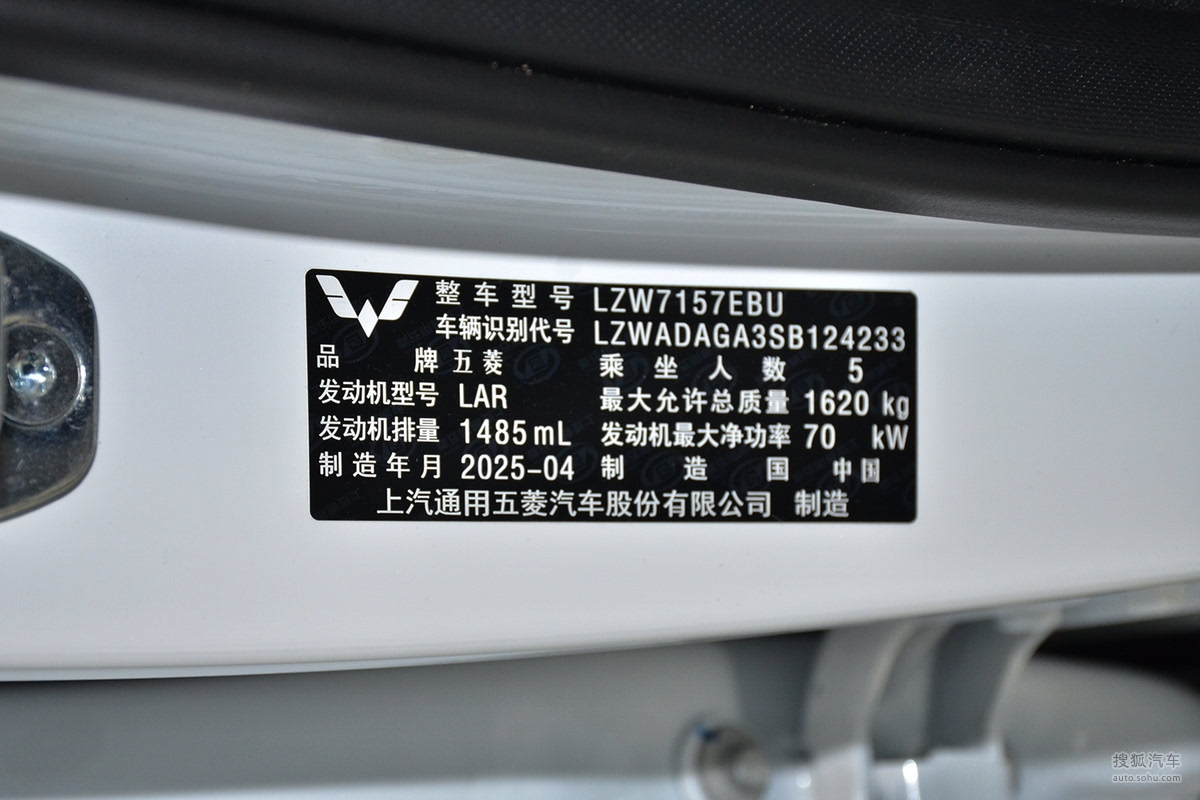 整车型号 LZW7157EBU
车辆识别代号 LZWADAGA3SB124233
品牌 五菱 乘坐人数 5
发动机型号 LAR 最大允许总质量 1620 kg
发动机排量 1485mL 发动机最大净功率 70 kW
制造年月 2025-04 制造国 中国
上汽通用五菱汽车股份有限公司 制造
搜狐汽车
auto.sohu.com